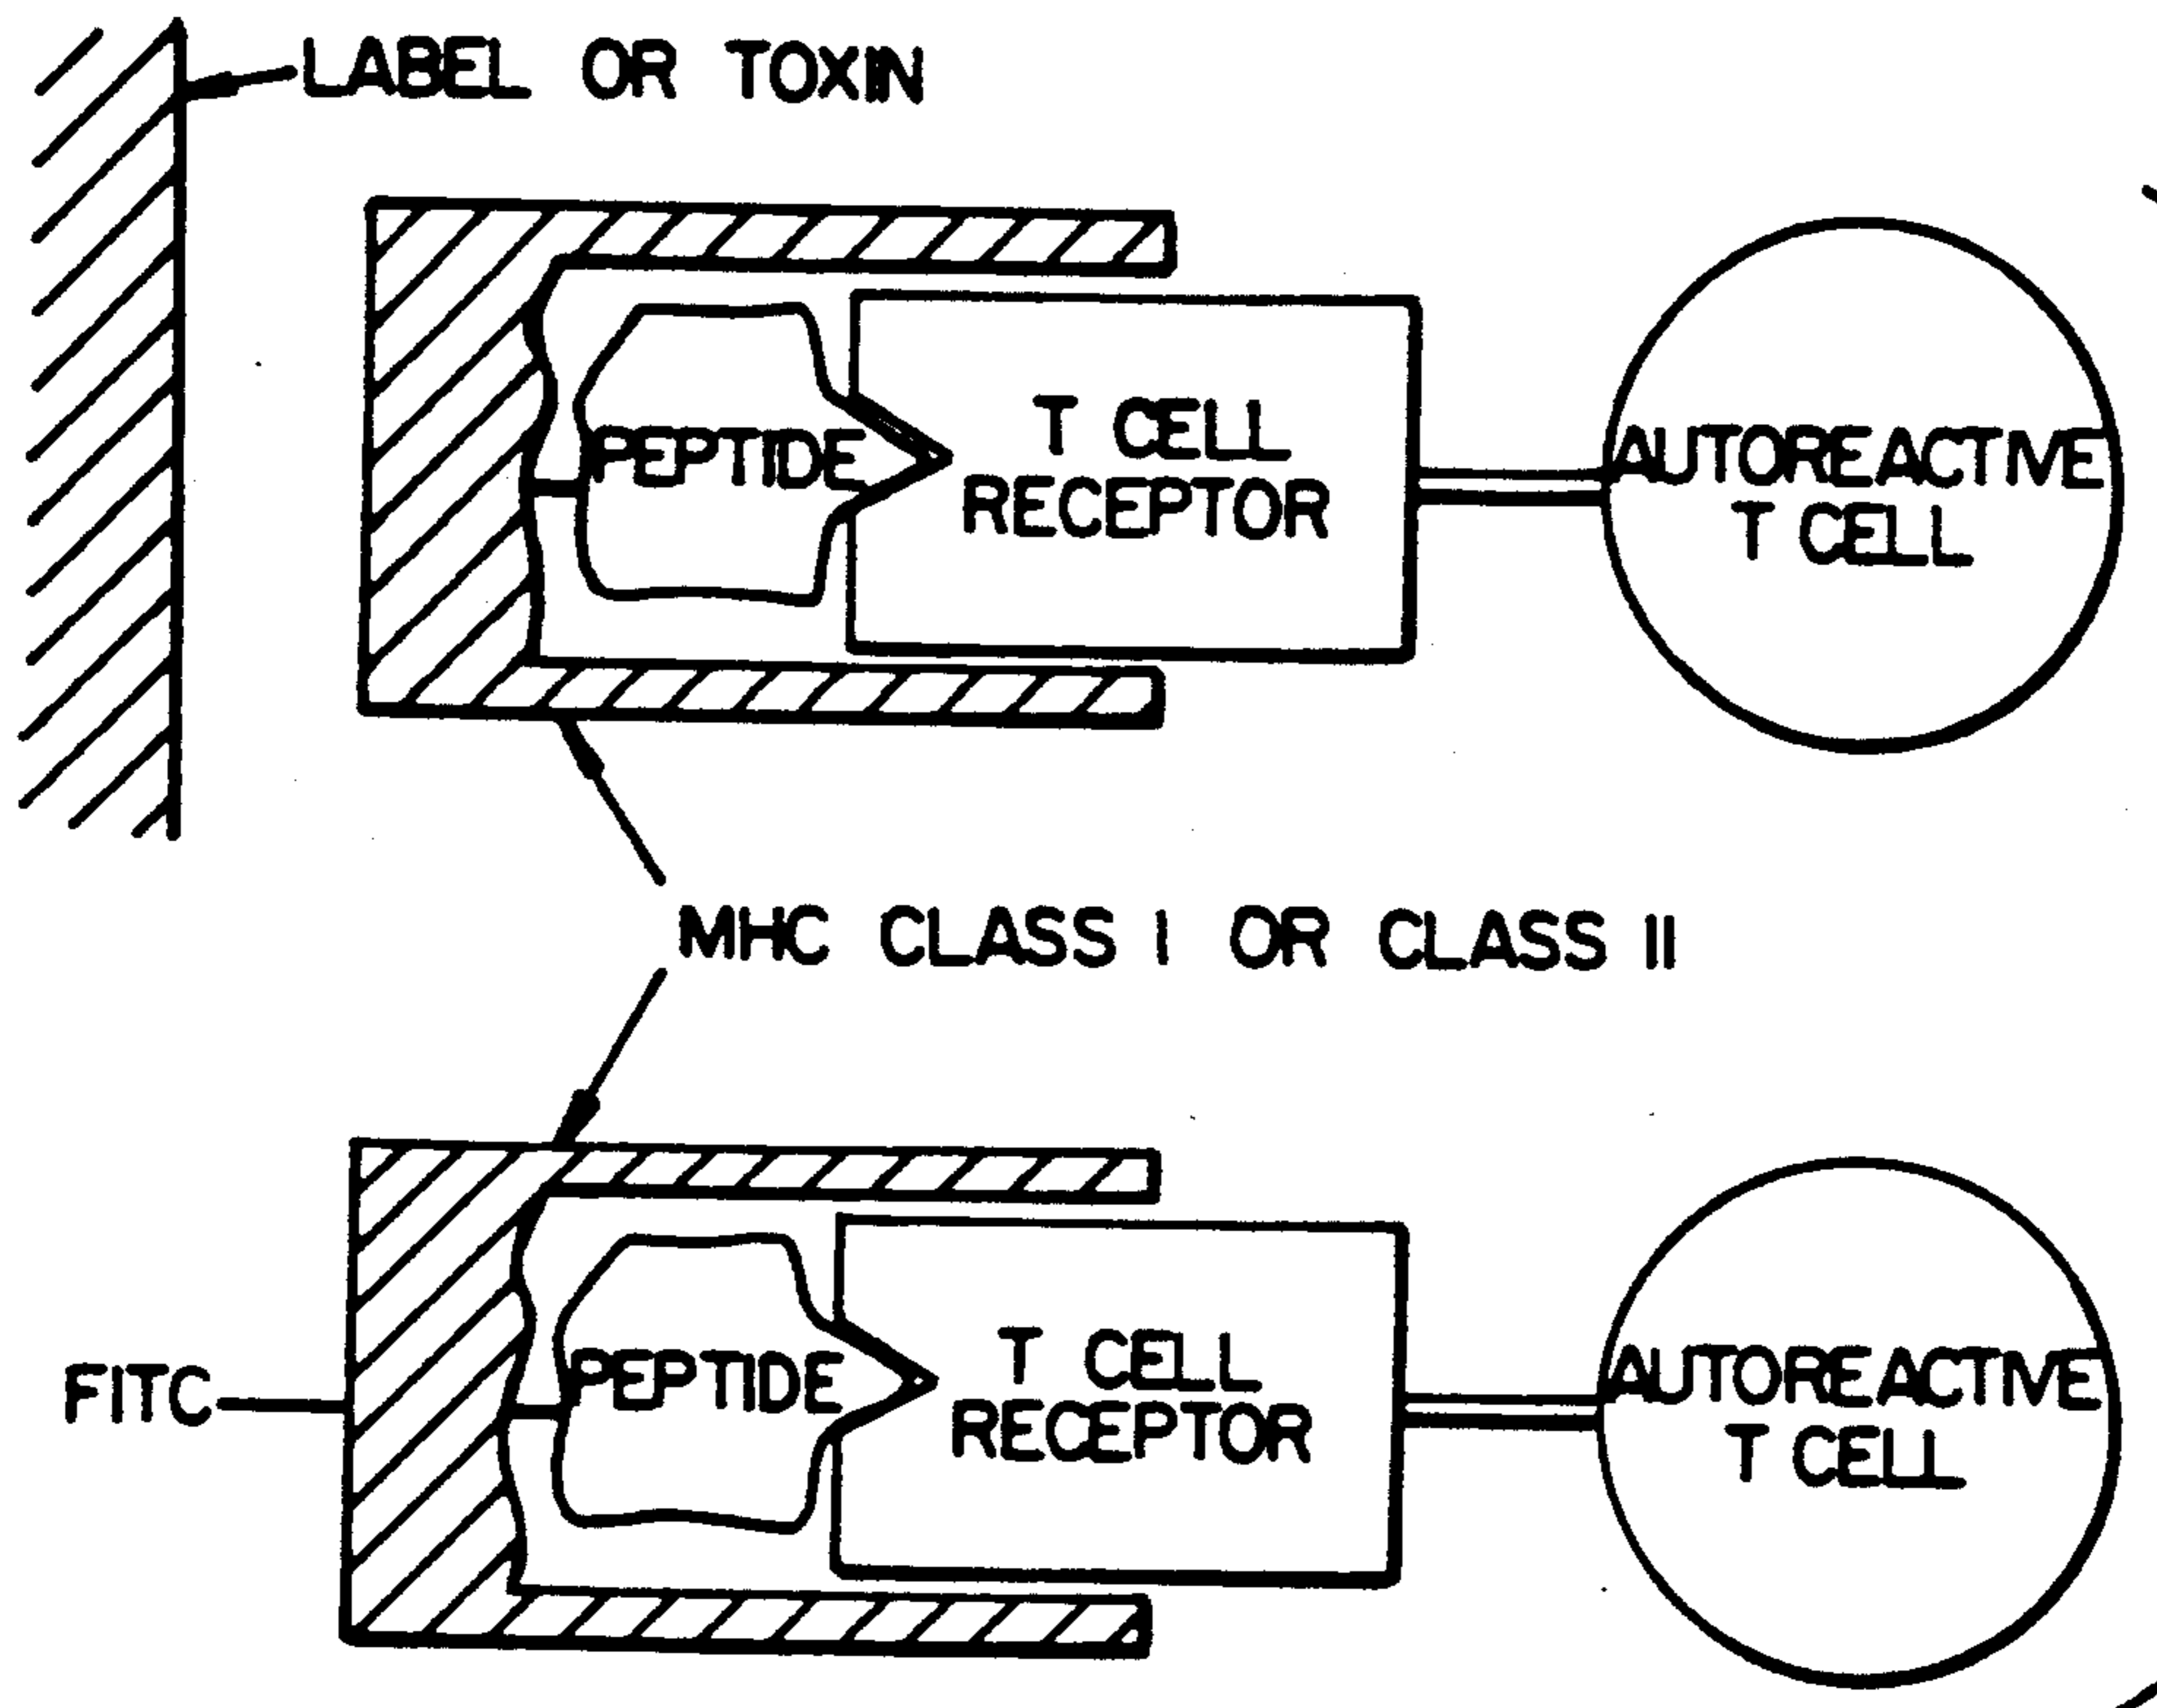 LABEL OR TOXIN
PEPTIDE
T CELL
RECEPTOR
AUTOREACTIVE
T CELL
MHC CLASS I OR CLASS II
FITC
PEPTIDE
T CELL
RECEPTOR
AUTOREACTIVE
T CELL